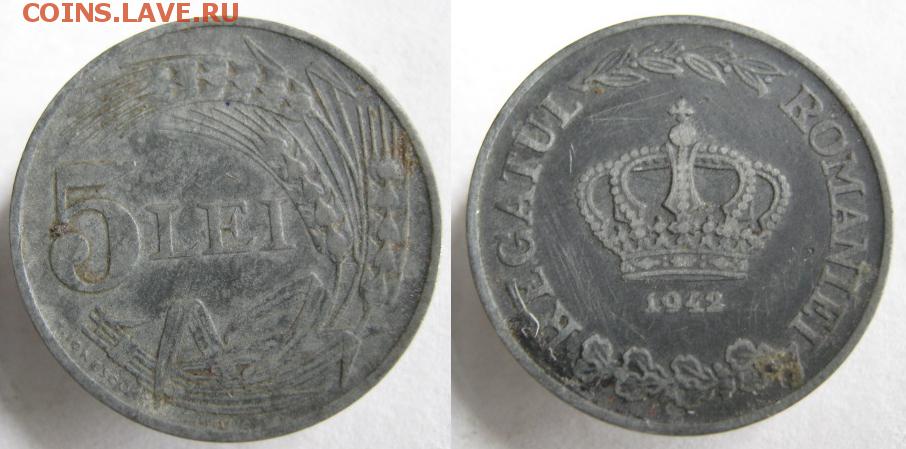 COINS.LAVE.RU
5 LEI
REGATUL ROMANIEI
1942